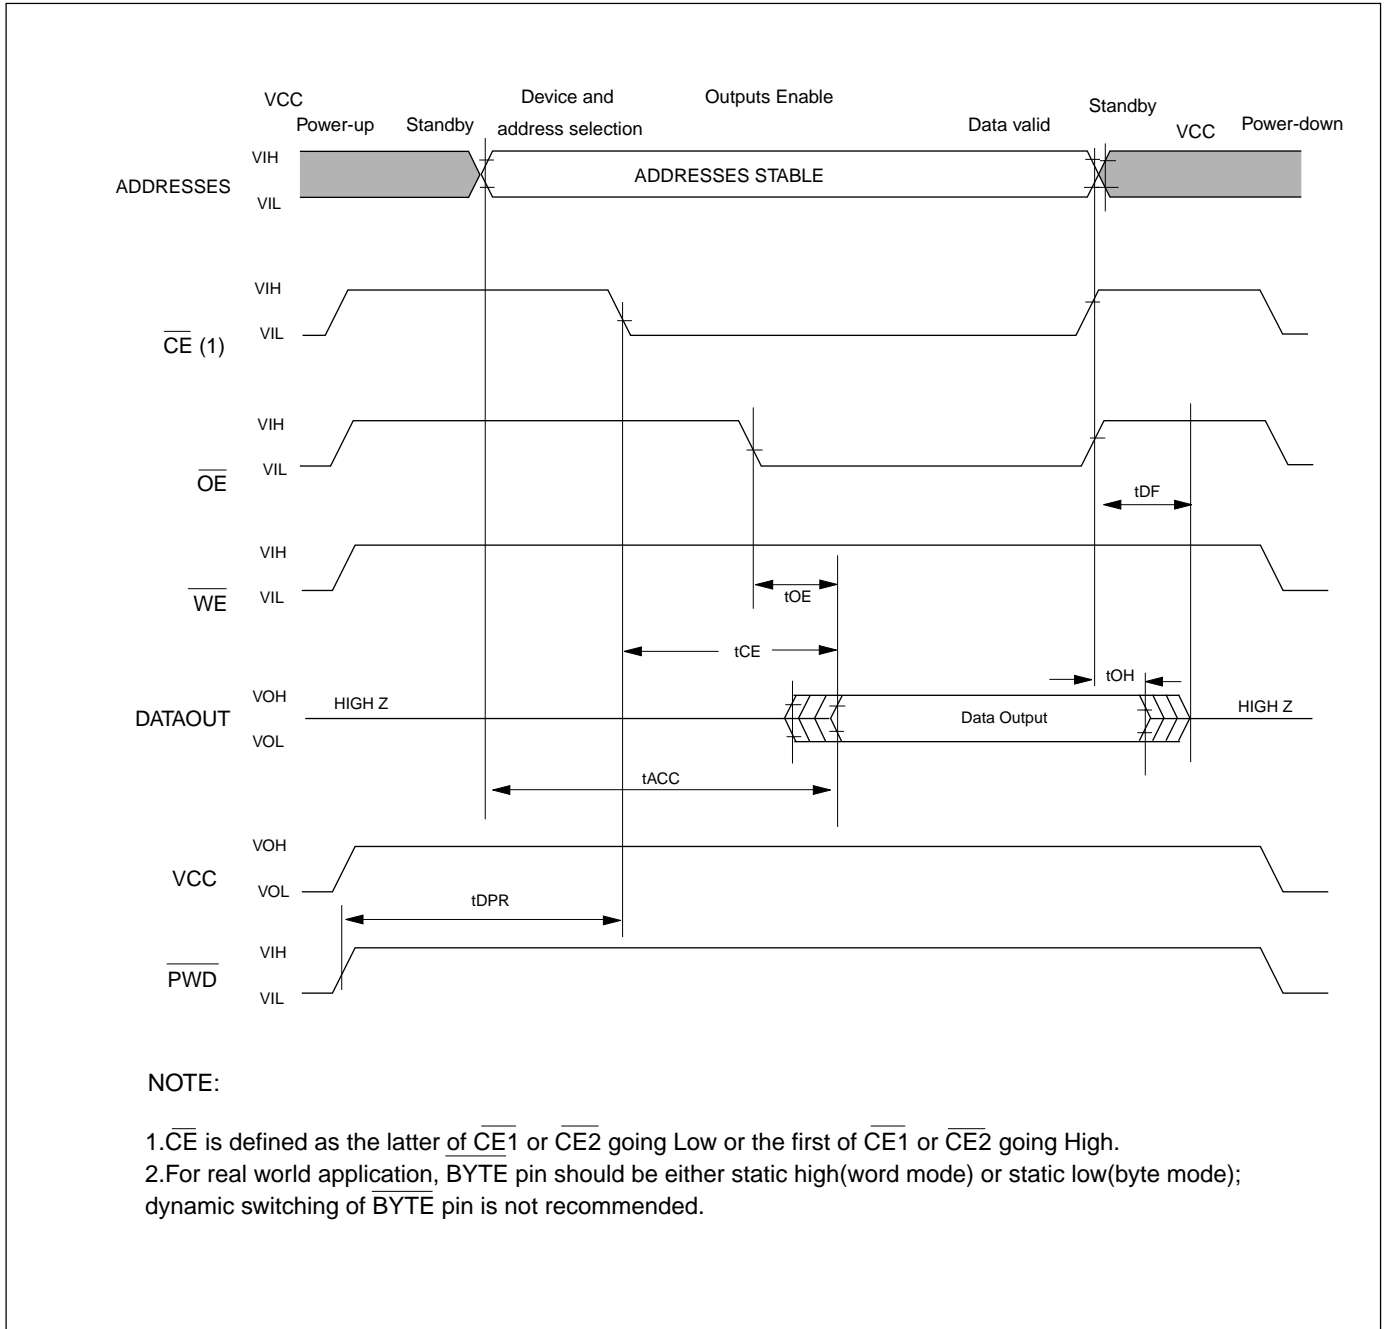 VCC
Power-up
Standby
Device and
address selection
Outputs Enable
Data valid
Standby
VCC
Power-down
ADDRESSES
VIH
VIL
ADDRESSES STABLE
CE (1)
VIH
VIL
OE
VIH
VIL
tDF
WE
VIH
VIL
tOE
tCE
tOH
DATAOUT
VOH
VOL
HIGH Z
Data Output
HIGH Z
tACC
VCC
VOH
VOL
tDPR
PWD
VIH
VIL
NOTE:
1.CE is defined as the latter of CE1 or CE2 going Low or the first of CE1 or CE2 going High.
2.For real world application, BYTE pin should be either static high(word mode) or static low(byte mode);
dynamic switching of BYTE pin is not recommended.